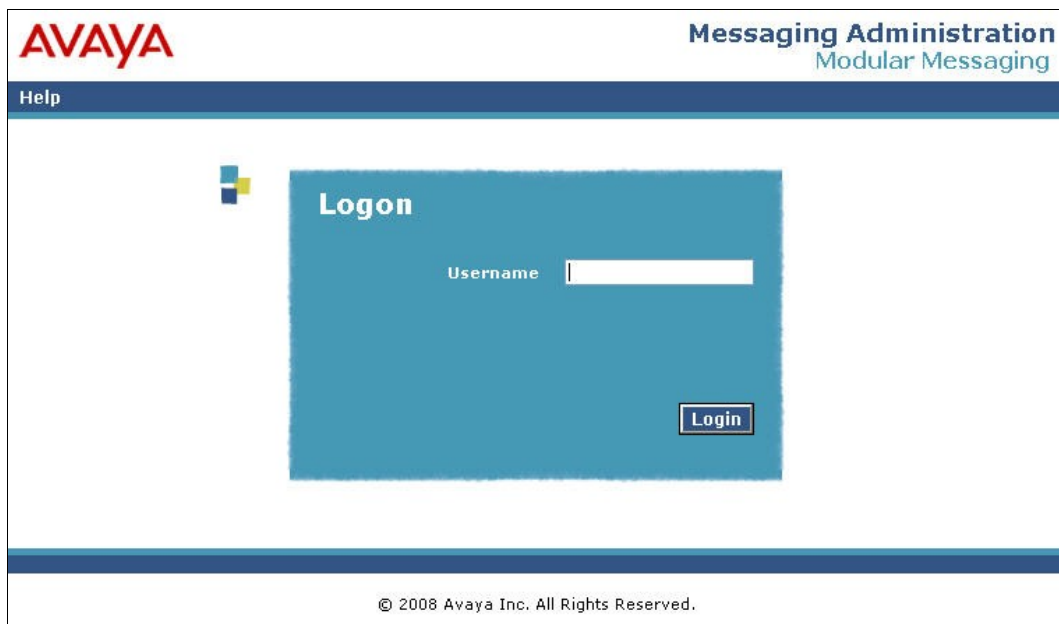 AVAYA
Messaging Administration
Modular Messaging
Help
Logon
Username
Login
© 2008 Avaya Inc. All Rights Reserved.